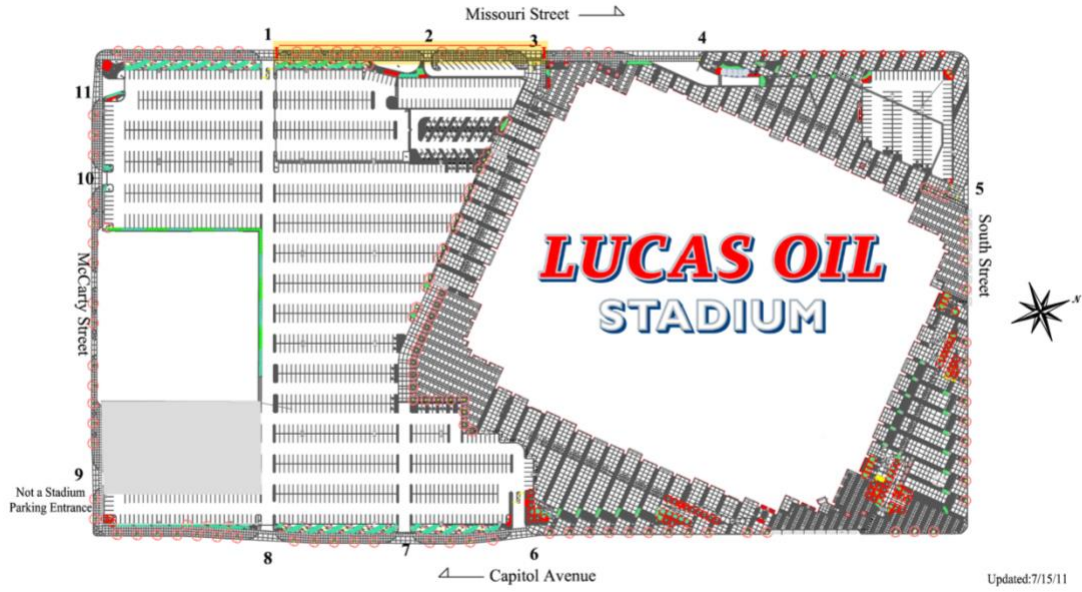 Missouri Street
1
2
3
4
11
10
5
McCarty Street
South Street
LUCAS OIL
STADIUM
N
9
Not a Stadium
Parking Entrance
8
7
6
Capitol Avenue
Updated:7/15/11